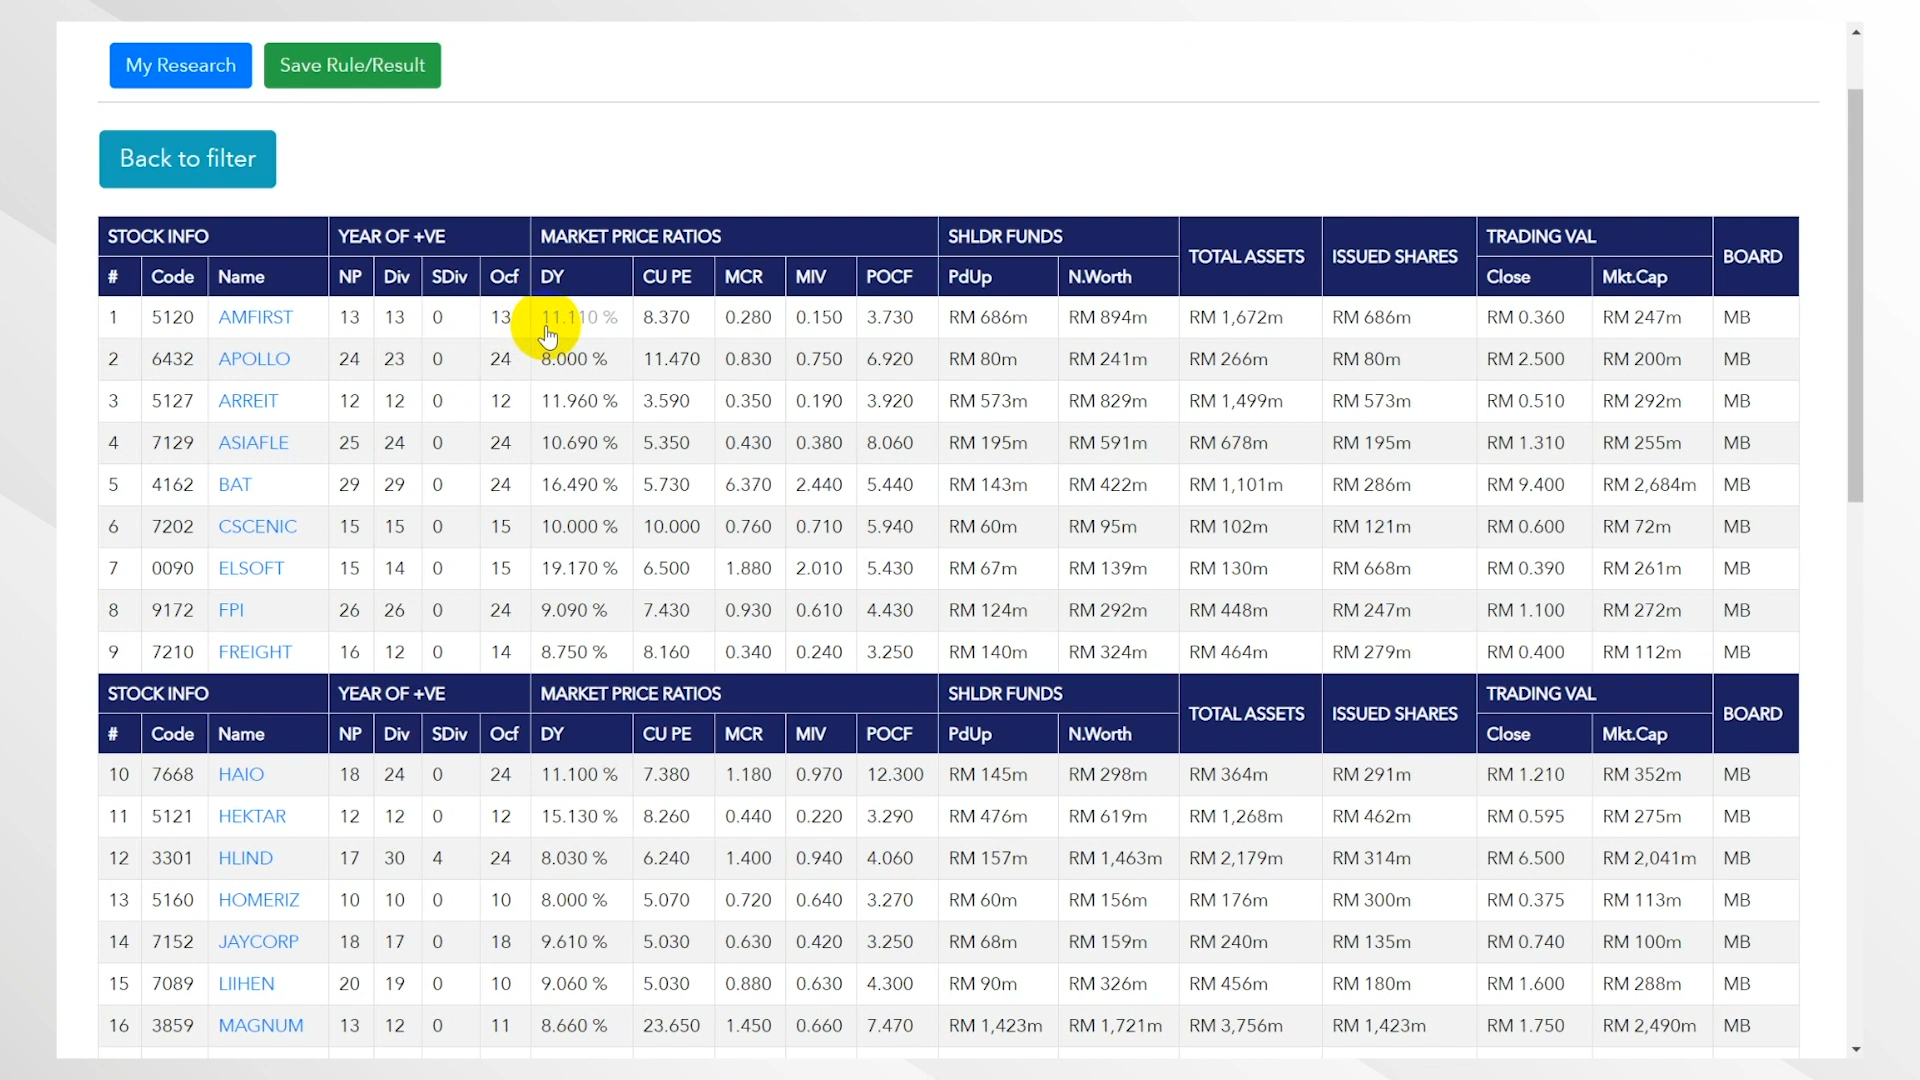 My Research Save Rule/Result
Back to filter
STOCK INFO YEAR OF +VE MARKET PRICE RATIOS SHLDR FUNDS TOTAL ASSETS ISSUED SHARES TRADING VAL BOARD
# Code Name NP Div SDiv Ocf DY CU PE MCR MIV POCF PdUp N.Worth Close Mkt.Cap
1 5120 AMFIRST 13 13 0 13 11.110 % 8.370 0.280 0.150 3.730 RM 686m RM 894m RM 1,672m RM 686m RM 0.360 RM 247m MB
2 6432 APOLLO 24 23 0 24 8.000 % 11.470 0.830 0.750 6.920 RM 80m RM 241m RM 266m RM 80m RM 2.500 RM 200m MB
3 5127 ARREIT 12 12 0 12 11.960 % 3.590 0.350 0.190 3.920 RM 573m RM 829m RM 1,499m RM 573m RM 0.510 RM 292m MB
4 7129 ASIAFLE 25 24 0 24 10.690 % 5.350 0.430 0.380 8.060 RM 195m RM 591m RM 678m RM 195m RM 1.310 RM 255m MB
5 4162 BAT 29 29 0 24 16.490 % 5.730 6.370 2.440 5.440 RM 143m RM 422m RM 1,101m RM 286m RM 9.400 RM 2,684m MB
6 7202 CSCENIC 15 15 0 15 10.000 % 10.000 0.760 0.710 5.940 RM 60m RM 95m RM 102m RM 121m RM 0.600 RM 72m MB
7 0090 ELSOFT 15 14 0 15 19.170 % 6.500 1.880 2.010 5.430 RM 67m RM 139m RM 130m RM 668m RM 0.390 RM 261m MB
8 9172 FPI 26 26 0 24 9.090 % 7.430 0.930 0.610 4.430 RM 124m RM 292m RM 448m RM 247m RM 1.100 RM 272m MB
9 7210 FREIGHT 16 12 0 14 8.750 % 8.160 0.340 0.240 3.250 RM 140m RM 324m RM 464m RM 279m RM 0.400 RM 112m MB
STOCK INFO YEAR OF +VE MARKET PRICE RATIOS SHLDR FUNDS TOTAL ASSETS ISSUED SHARES TRADING VAL BOARD
# Code Name NP Div SDiv Ocf DY CU PE MCR MIV POCF PdUp N.Worth Close Mkt.Cap
10 7668 HAIO 18 24 0 24 11.100 % 7.380 1.180 0.970 12.300 RM 145m RM 298m RM 364m RM 291m RM 1.210 RM 352m MB
11 5121 HEKTAR 12 12 0 12 15.130 % 8.260 0.440 0.220 3.290 RM 476m RM 619m RM 1,268m RM 462m RM 0.595 RM 275m MB
12 3301 HLIND 17 30 4 24 8.030 % 6.240 1.400 0.940 4.060 RM 157m RM 1,463m RM 2,179m RM 314m RM 6.500 RM 2,041m MB
13 5160 HOMERIZ 10 10 0 10 8.000 % 5.070 0.720 0.640 3.270 RM 60m RM 156m RM 176m RM 300m RM 0.375 RM 113m MB
14 7152 JAYCORP 18 17 0 18 9.610 % 5.030 0.630 0.420 3.250 RM 68m RM 159m RM 240m RM 135m RM 0.740 RM 100m MB
15 7089 LIIHEN 20 19 0 10 9.060 % 5.030 0.880 0.630 4.300 RM 90m RM 326m RM 456m RM 180m RM 1.600 RM 288m MB
16 3859 MAGNUM 13 12 0 11 8.660 % 23.650 1.450 0.660 7.470 RM 1,423m RM 1,721m RM 3,756m RM 1,423m RM 1.750 RM 2,490m MB